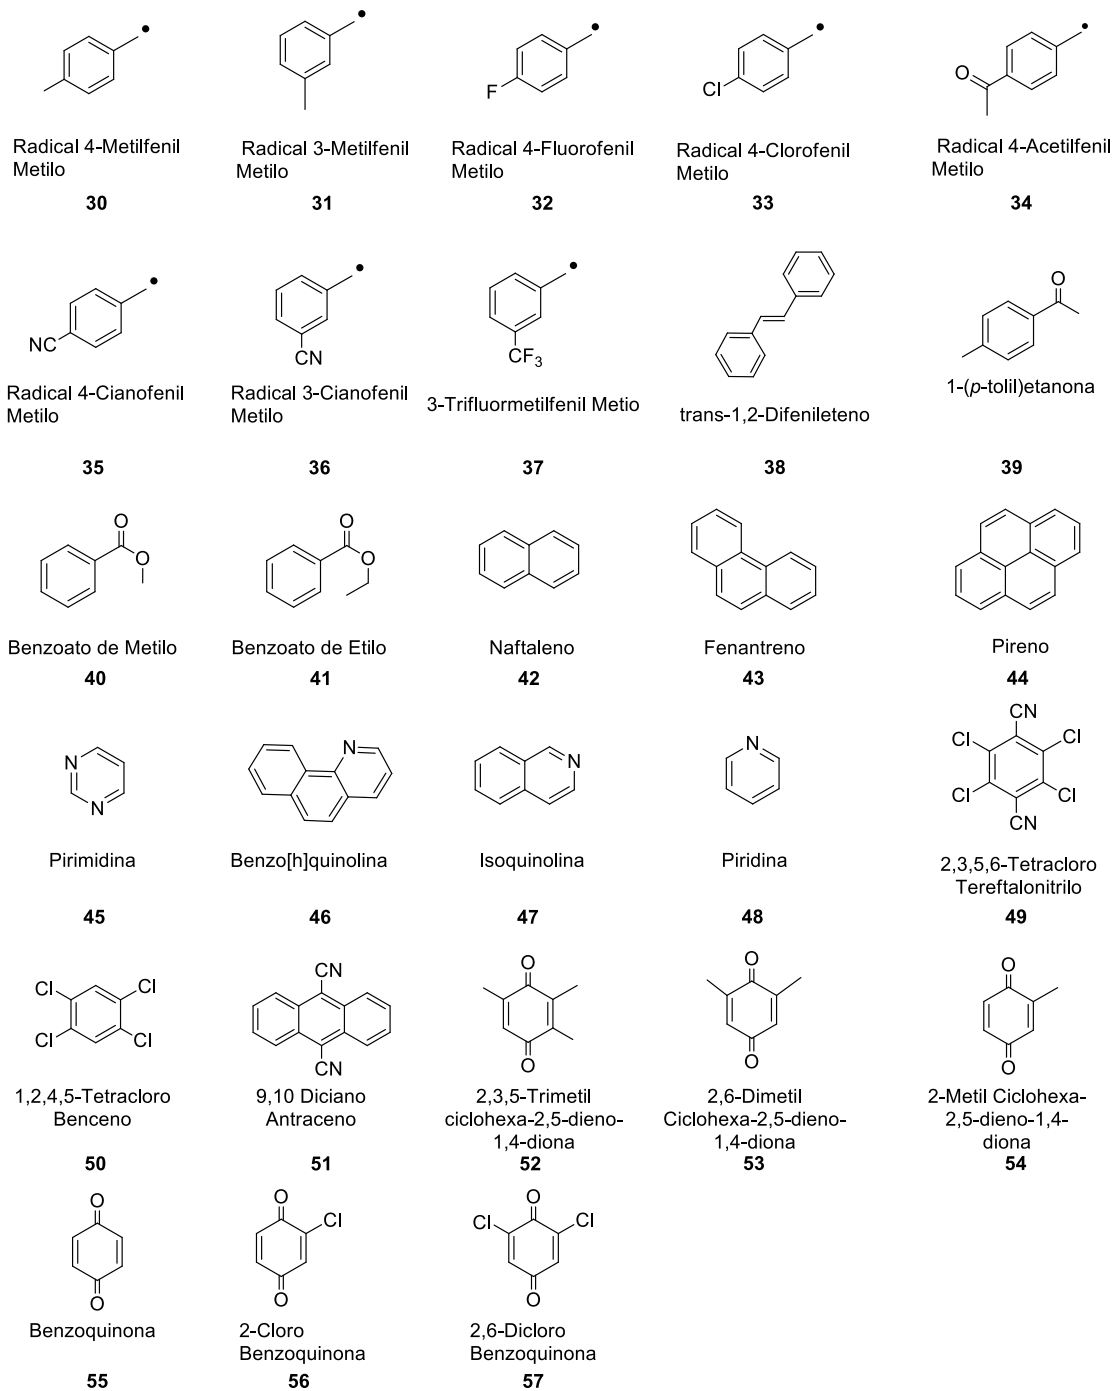 F
Cl
O
Radical 4-Metilfenil
Metilo
30
Radical 3-Metilfenil
Metilo
31
Radical 4-Fluorofenil
Metilo
32
Radical 4-Clorofenil
Metilo
33
Radical 4-Acetilfenil
Metilo
34
NC
CN
CF3
O
Radical 4-Cianofenil
Metilo
35
Radical 3-Cianofenil
Metilo
36
3-Trifluormetilfenil Metio
37
trans-1,2-Difenileteno
38
1-(p-tolil)etanona
39
O
O
O
O
Benzoato de Metilo
40
Benzoato de Etilo
41
Naftaleno
42
Fenantreno
43
Pireno
44
N
N
N
N
N
CN
Cl
Cl
Cl
Cl
CN
Pirimidina
45
Benzo[h]quinolina
46
Isoquinolina
47
Piridina
48
2,3,5,6-Tetracloro
Tereftalonitrilo
49
Cl
Cl
Cl
Cl
CN
CN
O
O
O
O
O
O
1,2,4,5-Tetracloro
Benceno
50
9,10 Diciano
Antraceno
51
2,3,5-Trimetil
ciclohexa-2,5-dieno-
1,4-diona
52
2,6-Dimetil
Ciclohexa-2,5-dieno-
1,4-diona
53
2-Metil Ciclohexa-
2,5-dieno-1,4-
diona
54
O
O
O
Cl
O
Cl
O
Cl
O
Benzoquinona
55
2-Cloro
Benzoquinona
56
2,6-Dicloro
Benzoquinona
57